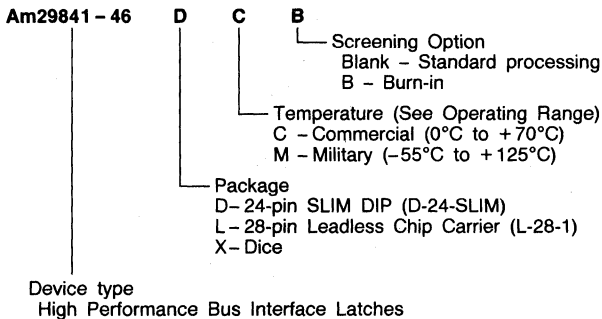 Am29841-46 D C B
Screening Option
Blank – Standard processing
B – Burn-in
Temperature (See Operating Range)
C – Commercial (0°C to +70°C)
M – Military (–55°C to +125°C)
Package
D – 24-pin SLIM DIP (D-24-SLIM)
L – 28-pin Leadless Chip Carrier (L-28-1)
X – Dice
Device type
High Performance Bus Interface Latches